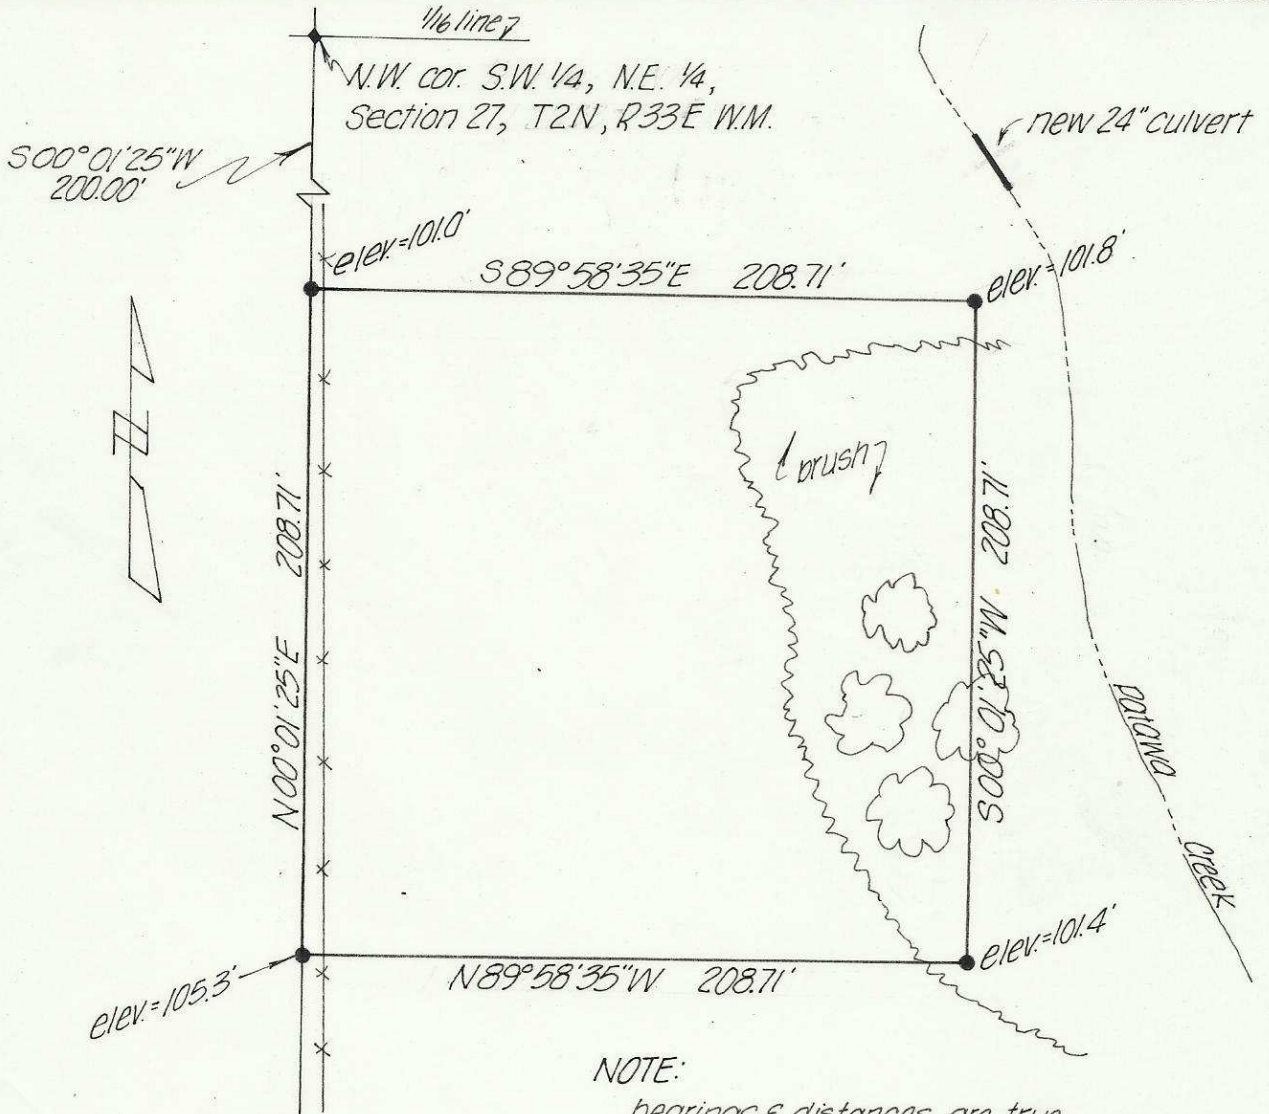 1/16 line
N.W. cor. S.W. 1/4, N.E. 1/4,
Section 27, T2N, R33E W.M.
new 24" culvert
S00°01'25"W
200.00'
elev.=101.0'
S89°58'35"E 208.71'
elev.=101.8'
brush
N00°01'25"E 208.71'
S00°01'25"W 208.71'
patawa
creek
elev.=105.3'
N89°58'35"W 208.71'
elev.=101.4'
NOTE:
bearings & distances are true